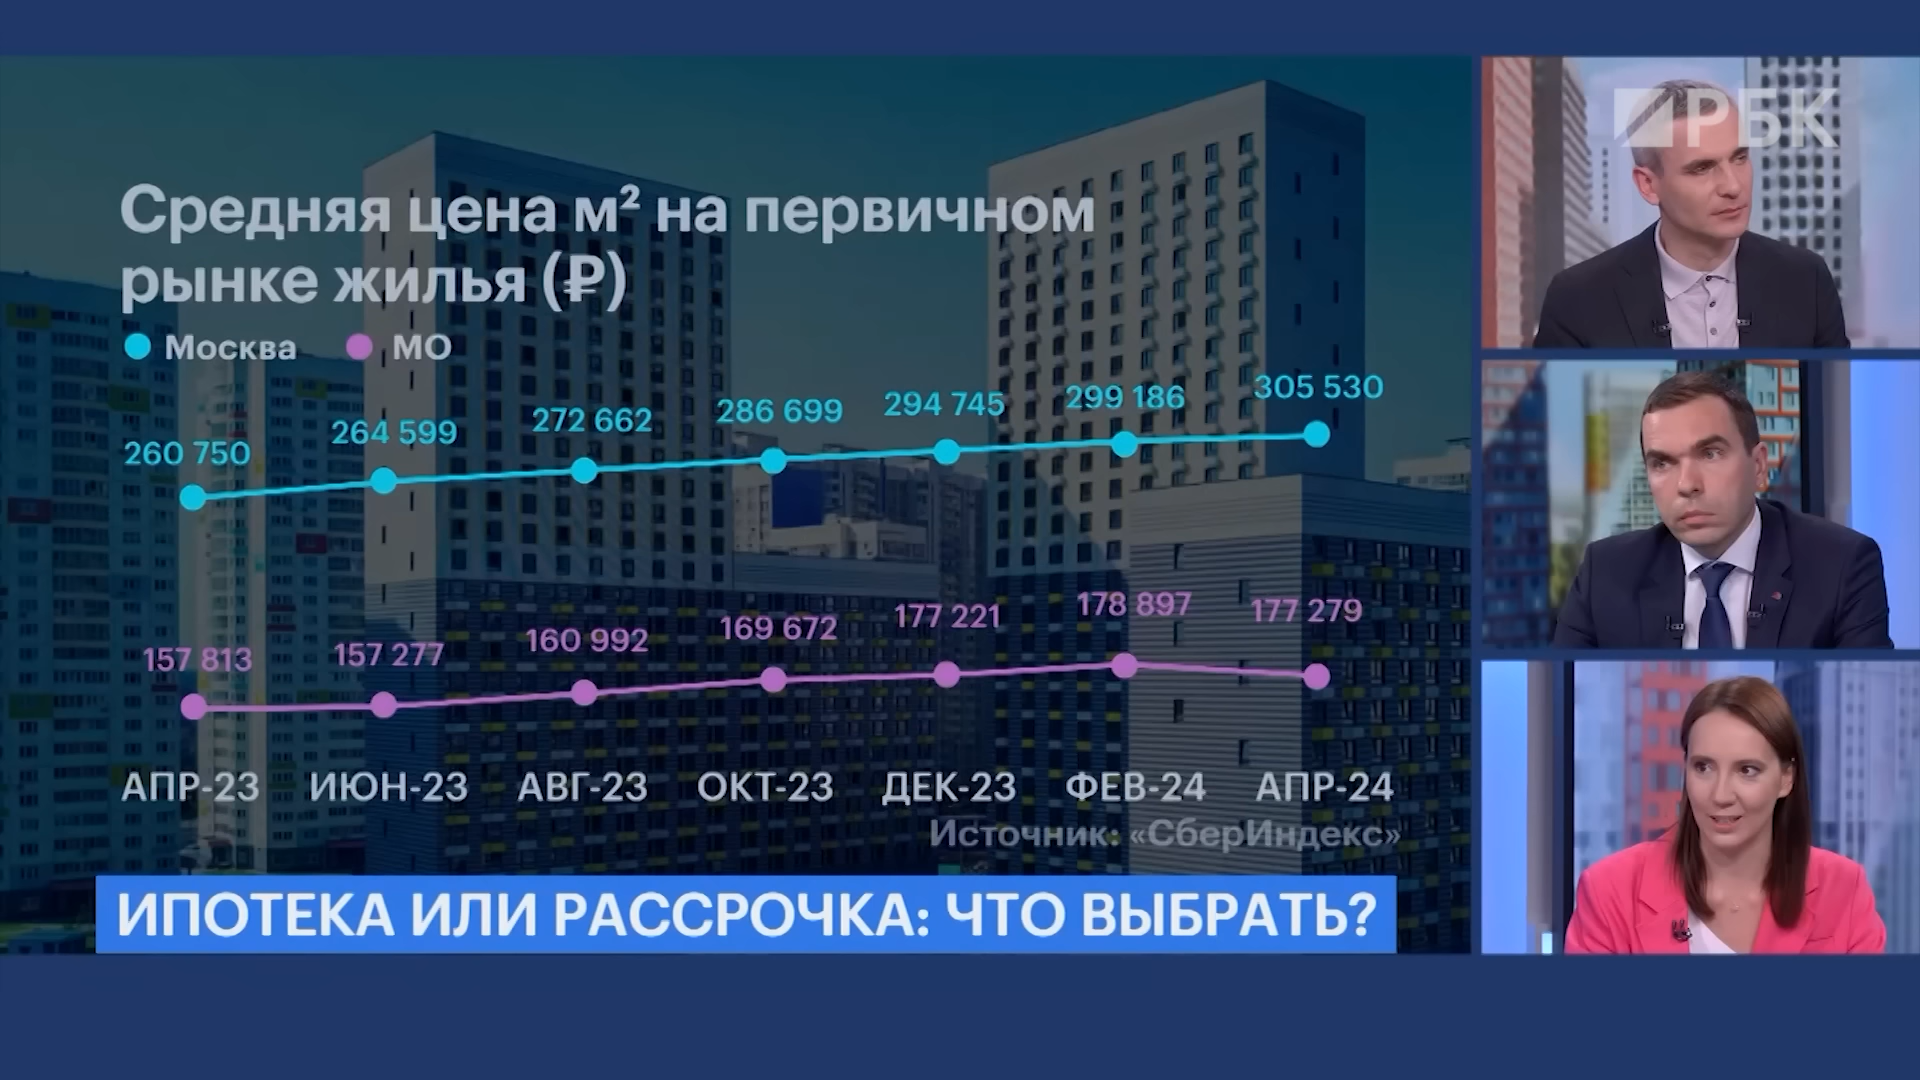 РБК
Средняя цена м² на первичном
рынке жилья (₽)
Москва МО
260 750 264 599 272 662 286 699 294 745 299 186 305 530
157 813 157 277 160 992 169 672 177 221 178 897 177 279
АПР-23 ИЮН-23 АВГ-23 ОКТ-23 ДЕК-23 ФЕВ-24 АПР-24
Источник: «СберИндекс»
ИПОТЕКА ИЛИ РАССРОЧКА: ЧТО ВЫБРАТЬ?